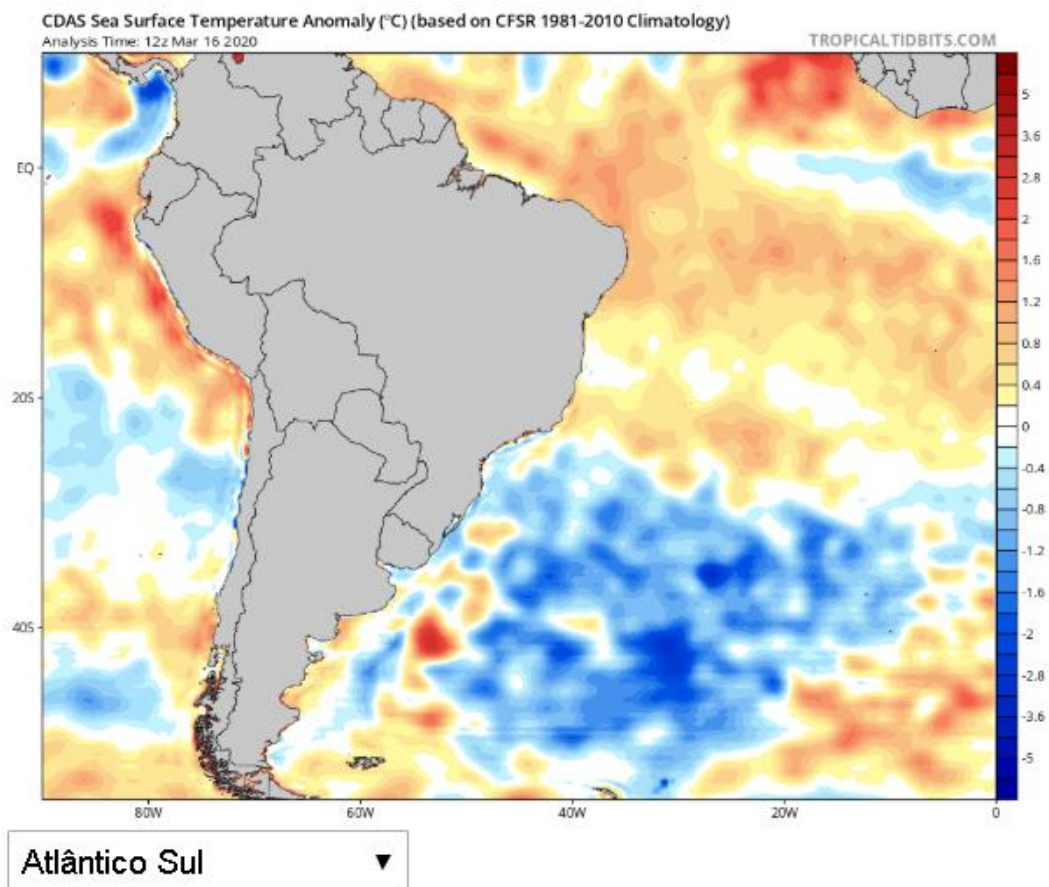 CDAS Sea Surface Temperature Anomaly (°C) (based on CFSR 1981-2010 Climatology)
Analysis Time: 12z Mar 16 2020
TROPICALTIDBITS.COM
EQ
20S
40S
80W
60W
40W
20W
0
5
3.6
2.8
2
1.6
1.2
0.8
0.4
0
-0.4
-0.8
-1.2
-1.6
-2
-2.8
-3.6
-5
Atlântico Sul